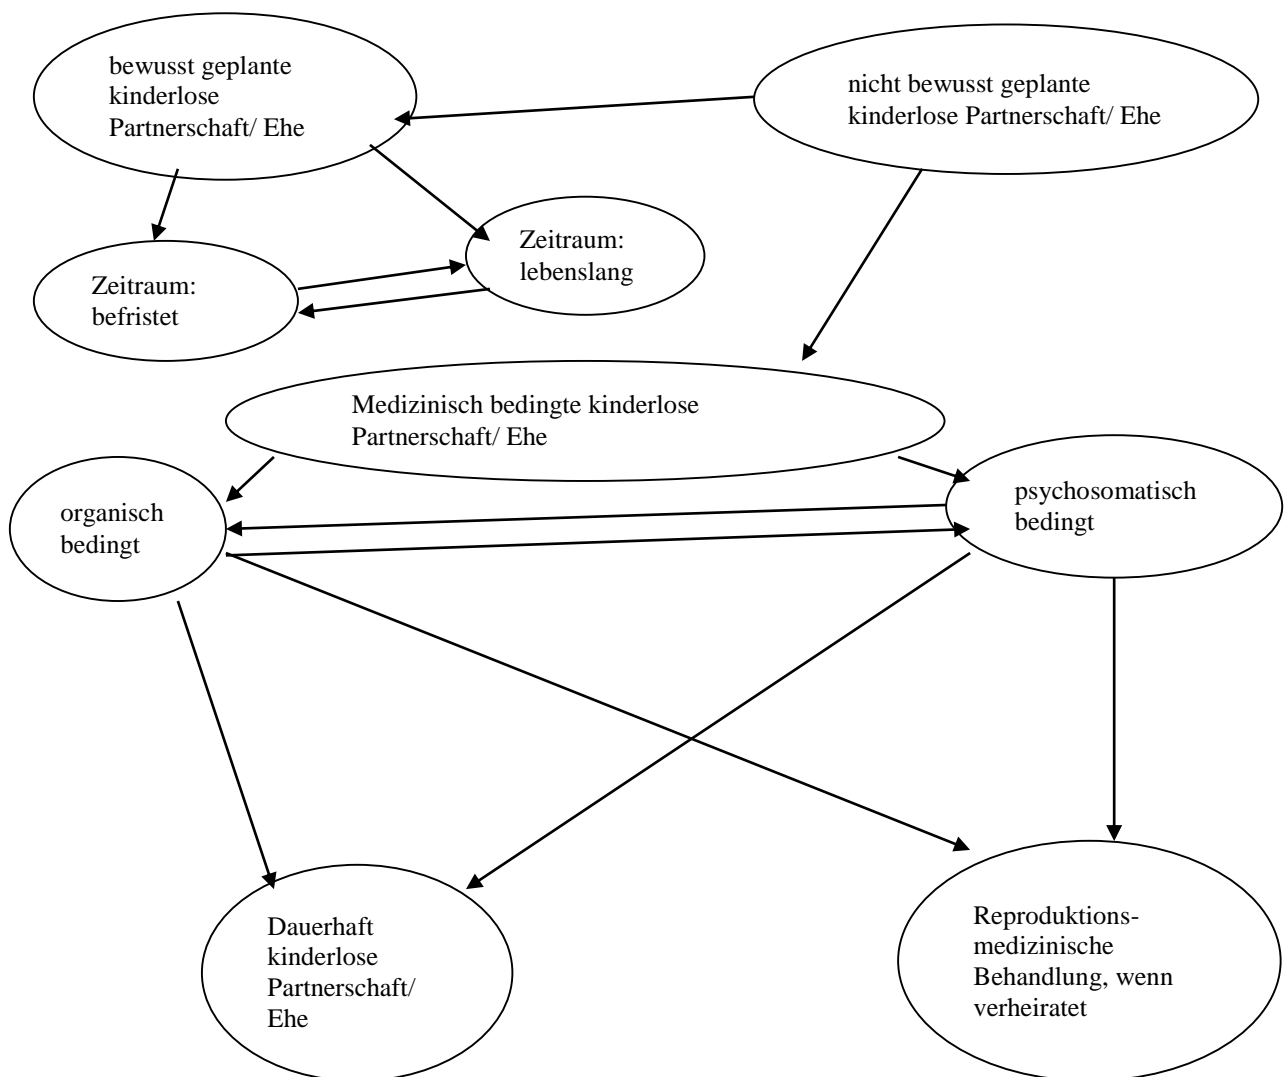 bewusst geplante
kinderlose
Partnerschaft/ Ehe
nicht bewusst geplante
kinderlose Partnerschaft/ Ehe
Zeitraum:
lebenslang
Zeitraum:
befristet
Medizinisch bedingte kinderlose
Partnerschaft/ Ehe
organisch
bedingt
psychosomatisch
bedingt
Dauerhaft
kinderlose
Partnerschaft/
Ehe
Reproduktions-
medizinische
Behandlung, wenn
verheiratet